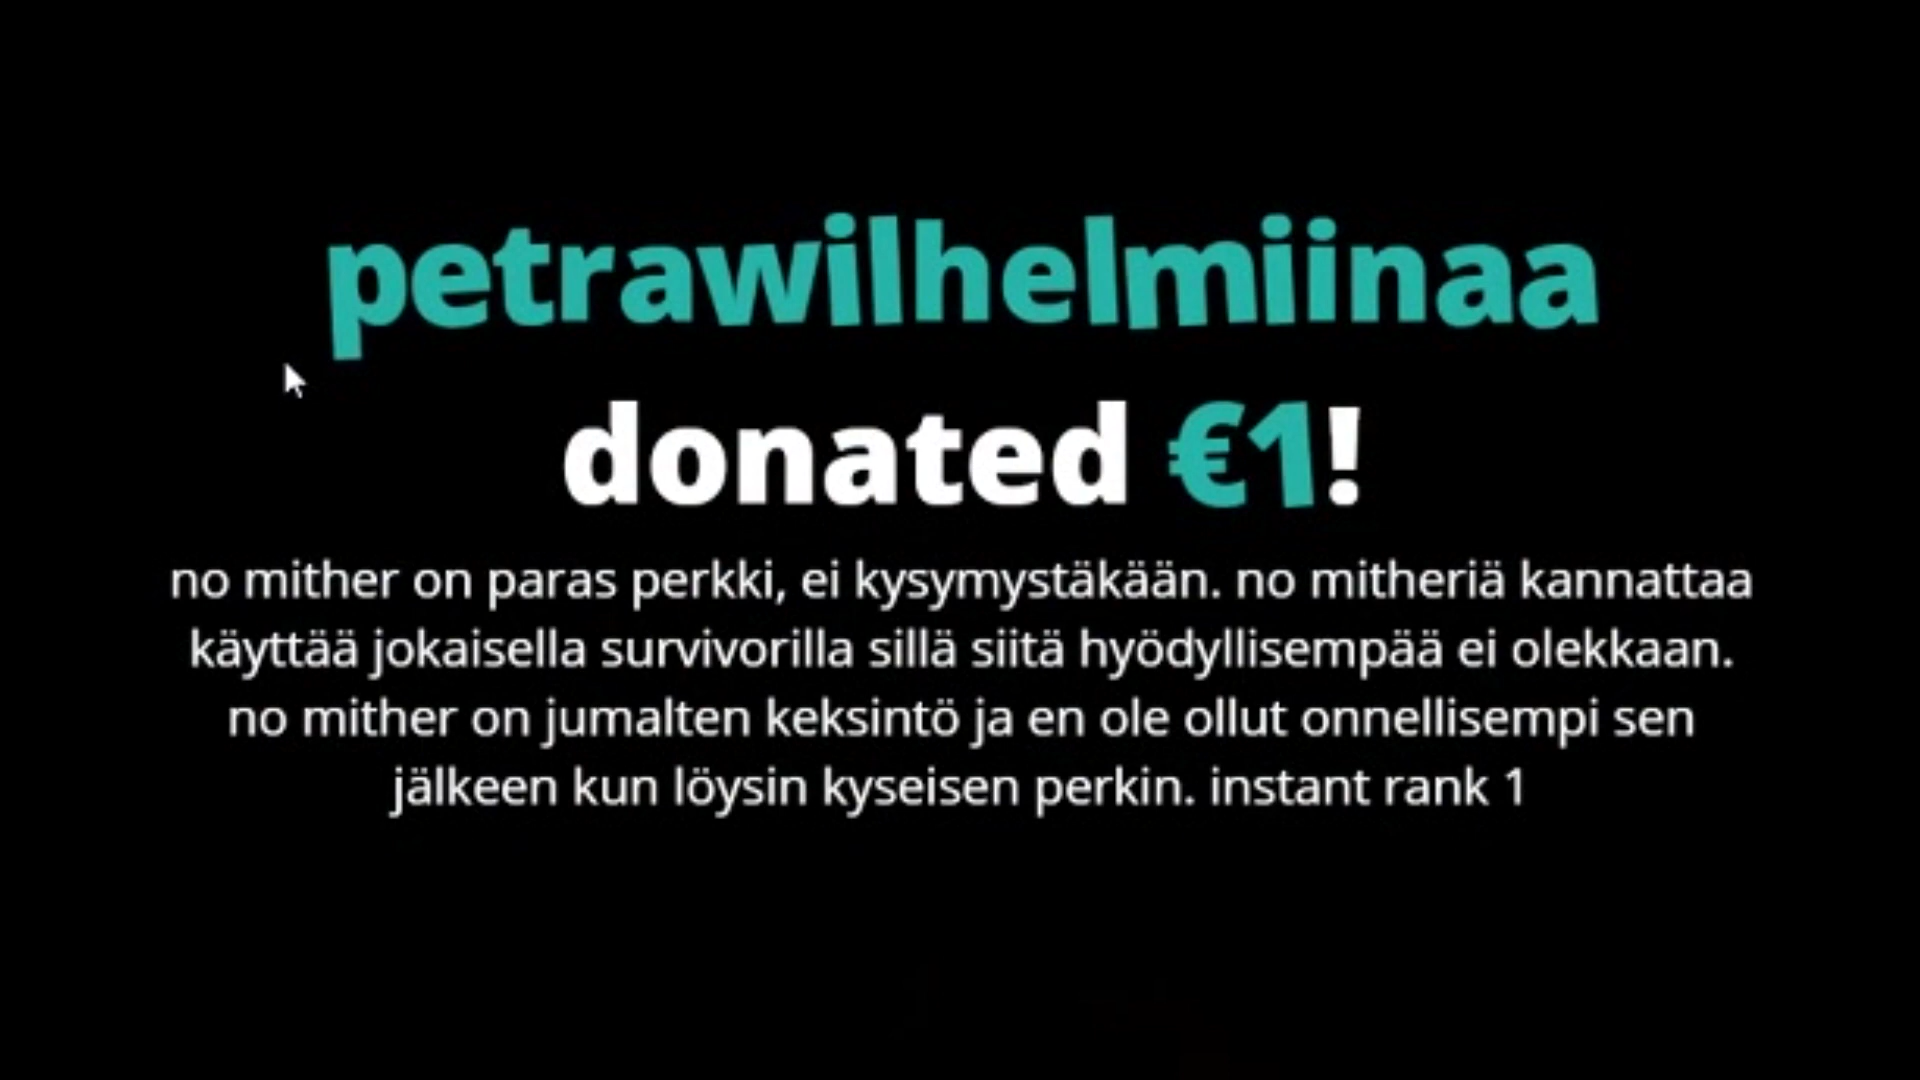 petrawilhelmiinaa
donated €1!
no mither on paras perkki, ei kysymystäkään. no mitheriä kannattaa
käyttää jokaisella survivorilla sillä siitä hyödyllisempää ei olekkaan.
no mither on jumalten keksintö ja en ole ollut onnellisempi sen
jälkeen kun löysin kyseisen perkin. instant rank 1